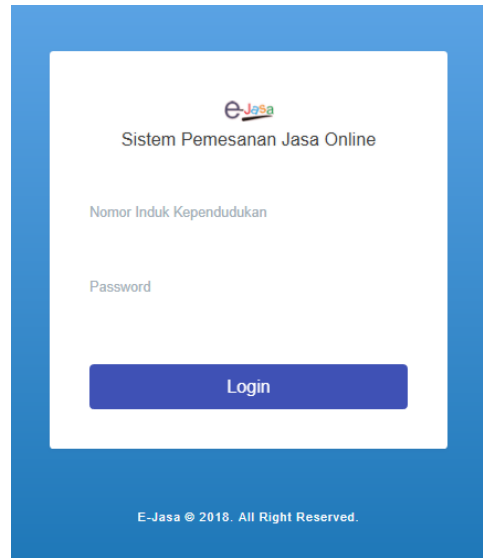 e-Jasa
Sistem Pemesanan Jasa Online
Nomor Induk Kependudukan
Password
Login
E-Jasa © 2018. All Right Reserved.